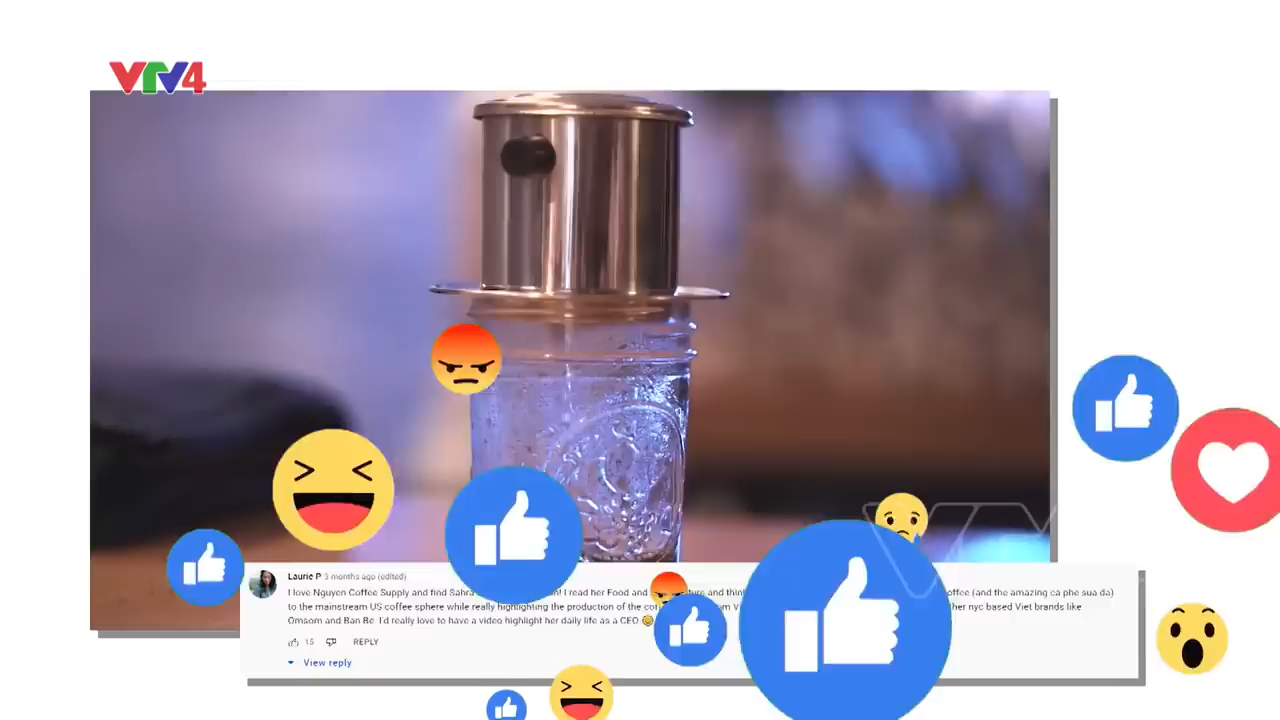 VTV4
Laurie P 3 months ago (edited)
I love Nguyen Coffee Supply and find Sahra I read her Food and and coffee (and the amazing ca phe sua da)
to the mainstream US coffee sphere while really highlighting the production of the her nyc based Viet brands like
Omsom and Ban Be. I'd really love to have a video highlight her daily life as a CEO
15 REPLY
View reply